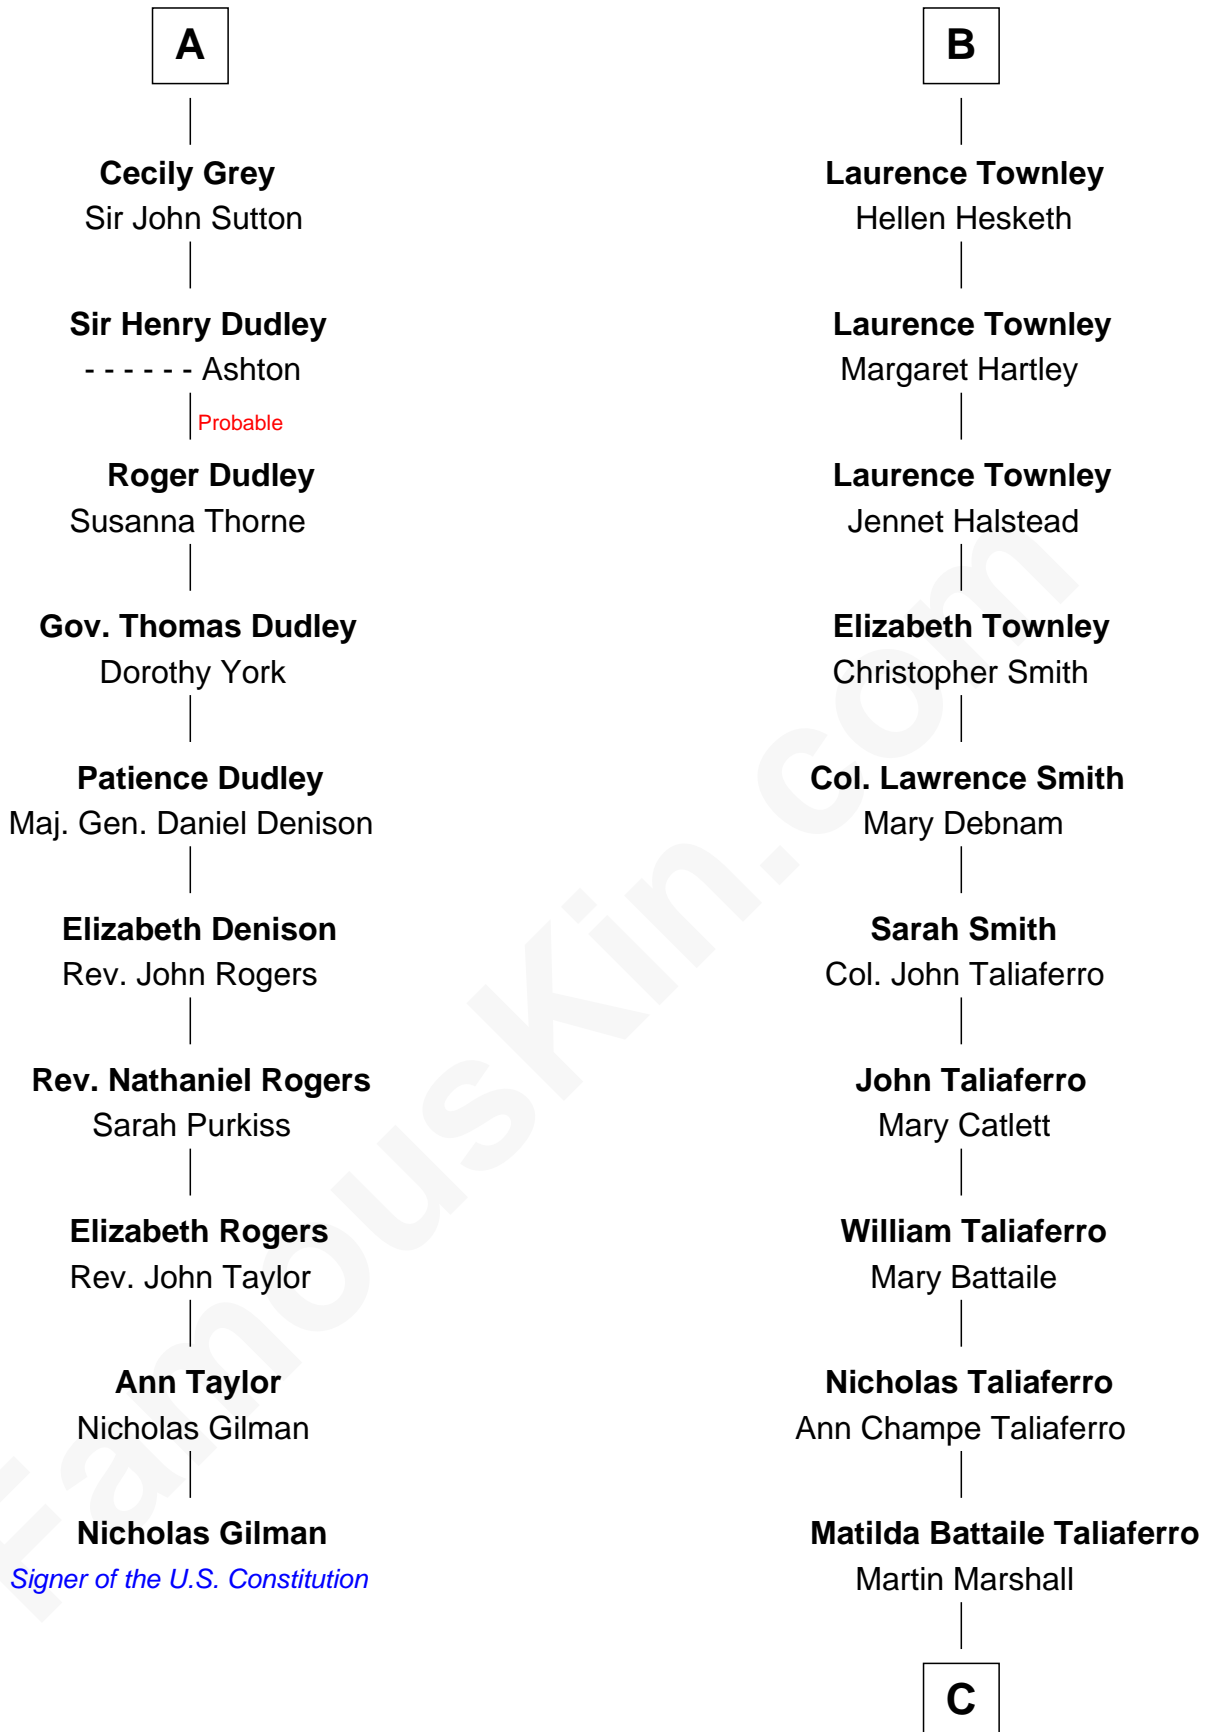 A
Cecily Grey
Sir John Sutton
Sir Henry Dudley
- - - - - - Ashton
Probable
Roger Dudley
Susanna Thorne
Gov. Thomas Dudley
Dorothy York
Patience Dudley
Maj. Gen. Daniel Denison
Elizabeth Denison
Rev. John Rogers
Rev. Nathaniel Rogers
Sarah Purkiss
Elizabeth Rogers
Rev. John Taylor
Ann Taylor
Nicholas Gilman
Nicholas Gilman
Signer of the U.S. Constitution
B
Laurence Townley
Hellen Hesketh
Laurence Townley
Margaret Hartley
Laurence Townley
Jennet Halstead
Elizabeth Townley
Christopher Smith
Col. Lawrence Smith
Mary Debnam
Sarah Smith
Col. John Taliaferro
John Taliaferro
Mary Catlett
William Taliaferro
Mary Battaile
Nicholas Taliaferro
Ann Champe Taliaferro
Matilda Battaile Taliaferro
Martin Marshall
C
FamousKin.com